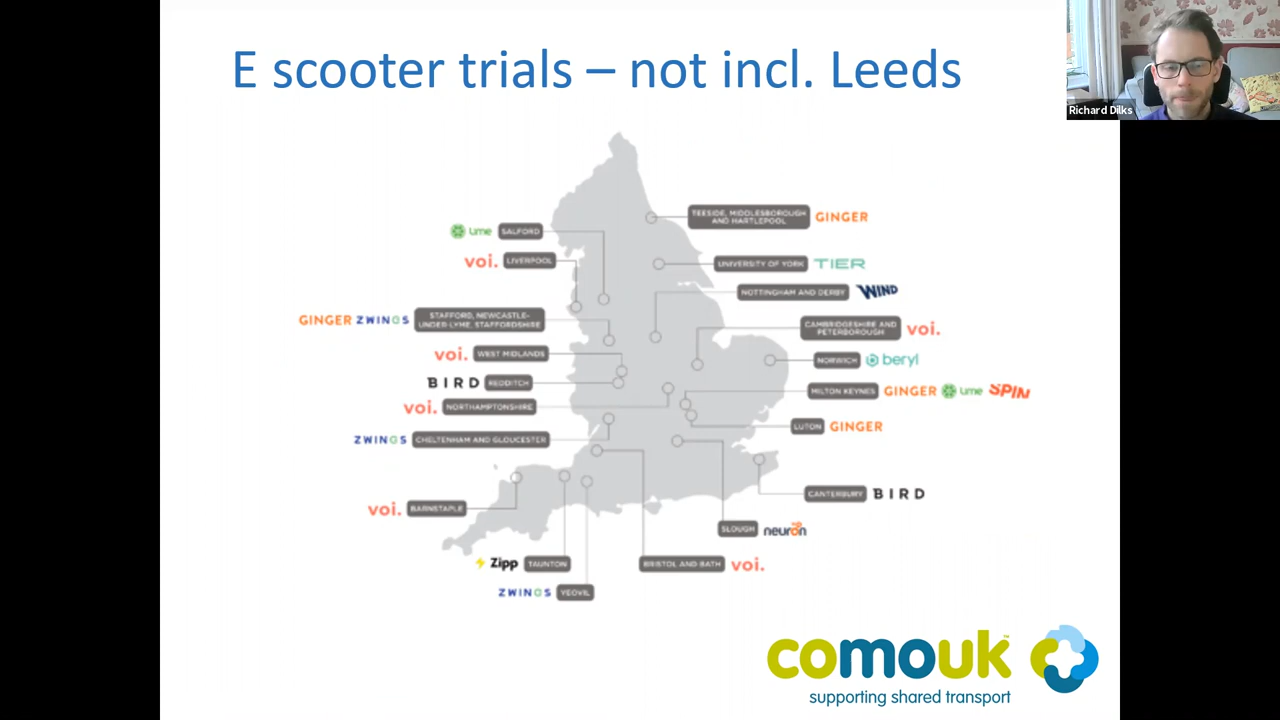 E scooter trials – not incl. Leeds
Richard Dilks
TEESIDE, MIDDLESBOROUGH
AND HARTLEPOOL
GINGER
Lime SALFORD
voi. LIVERPOOL
UNIVERSITY OF YORK TIER
NOTTINGHAM AND DERBY WIND
GINGER ZWINGS
STAFFORD, NEWCASTLE-
UNDER-LYME, STAFFORDSHIRE
CAMBRIDGESHIRE AND
PETERBOROUGH
voi.
voi. WEST MIDLANDS
NORWICH beryl
BIRD REDDITCH
MILTON KEYNES GINGER Lime SPIN
voi. NORTHAMPTONSHIRE
LUTON GINGER
ZWINGS CHELTENHAM AND GLOUCESTER
CANTERBURY BIRD
voi. BARNSTAPLE
SLOUGH neuron
Zipp TAUNTON
BRISTOL AND BATH voi.
ZWINGS YEOVIL
comouk™
supporting shared transport